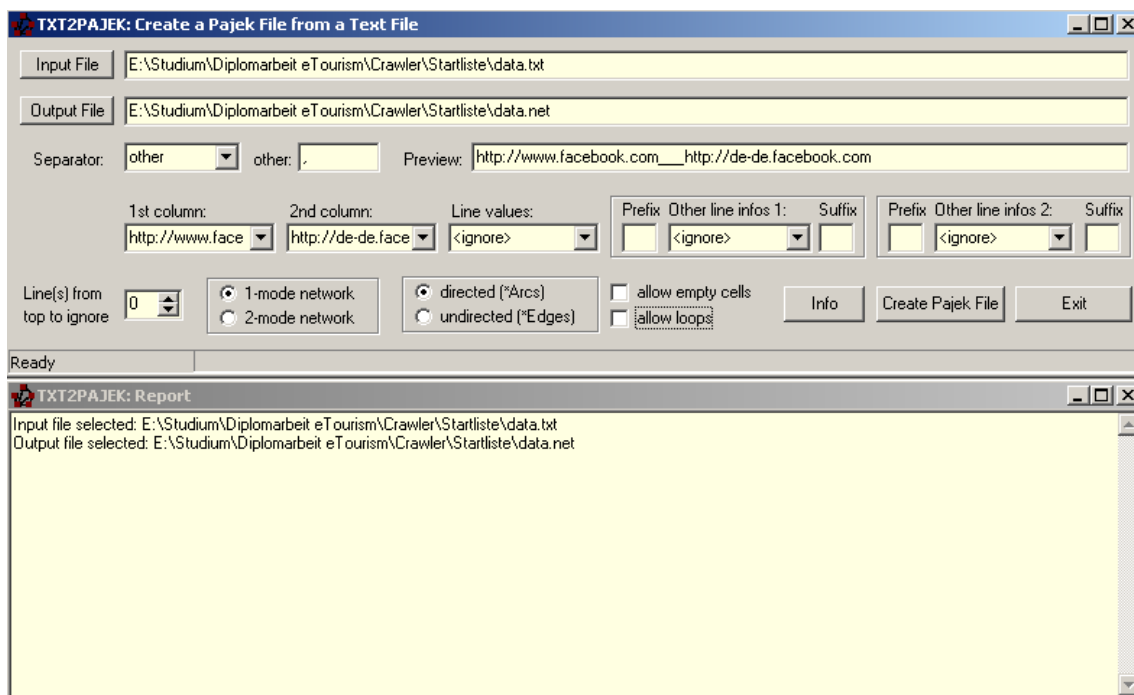 TXT2PAJEK: Create a Pajek File from a Text File
Input File E:\Studium\Diplomarbeit eTourism\Crawler\Startliste\data.txt
Output File E:\Studium\Diplomarbeit eTourism\Crawler\Startliste\data.net
Separator: other other: , Preview: http://www.facebook.com___http://de-de.facebook.com
1st column: 2nd column: Line values: Prefix Other line infos 1: Suffix Prefix Other line infos 2: Suffix
http://www.face http://de-de.face <ignore> <ignore> <ignore>
Line(s) from top to ignore 0
1-mode network
2-mode network
directed (*Arcs)
undirected (*Edges)
allow empty cells
allow loops
Info Create Pajek File Exit
Ready
TXT2PAJEK: Report
Input file selected: E:\Studium\Diplomarbeit eTourism\Crawler\Startliste\data.txt
Output file selected: E:\Studium\Diplomarbeit eTourism\Crawler\Startliste\data.net